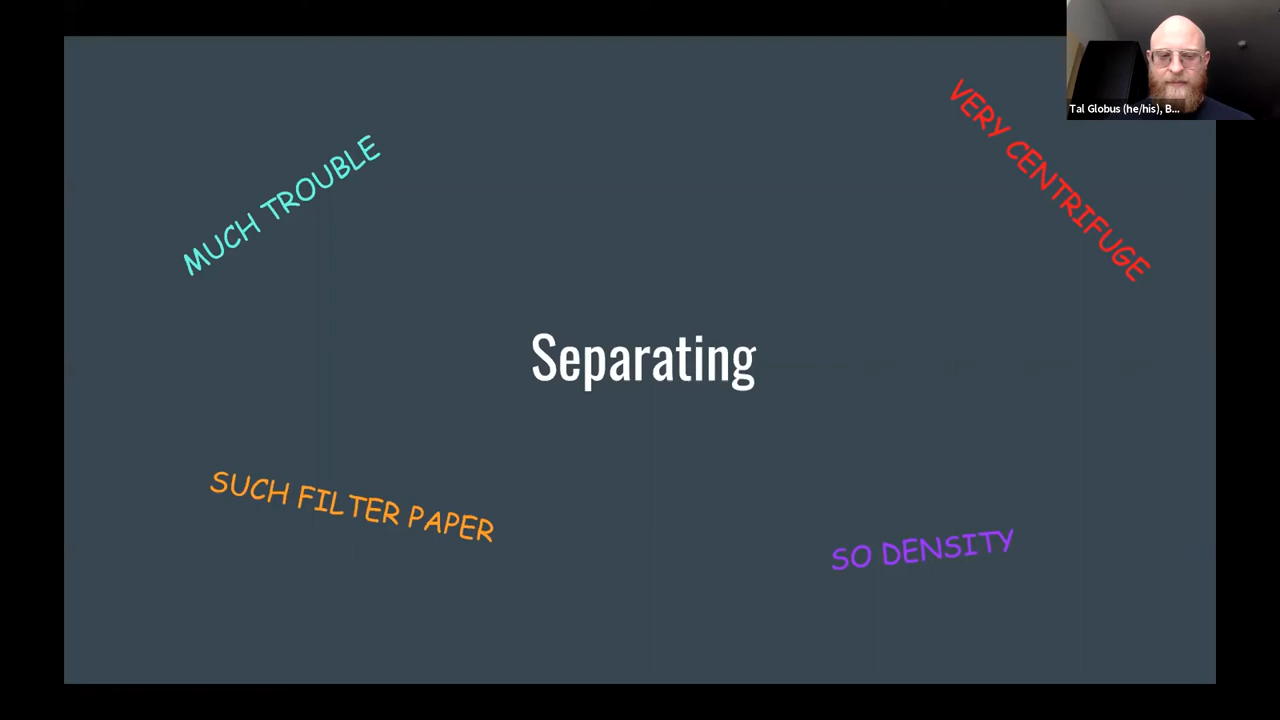 MUCH TROUBLE
VERY CENTRIFUGE
Tal Globus (he/his), B...
Separating
SUCH FILTER PAPER
SO DENSITY